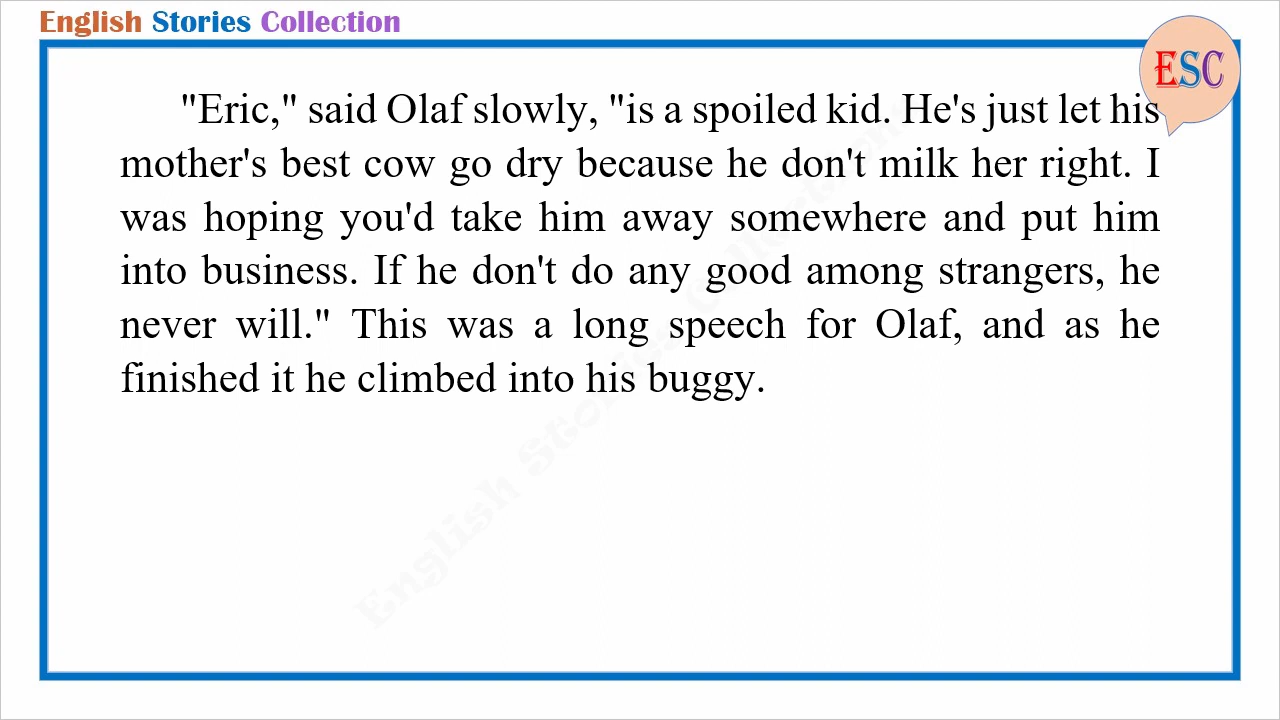 English Stories Collection
ESC
"Eric," said Olaf slowly, "is a spoiled kid. He's just let his
mother's best cow go dry because he don't milk her right. I
was hoping you'd take him away somewhere and put him
into business. If he don't do any good among strangers, he
never will." This was a long speech for Olaf, and as he
finished it he climbed into his buggy.
English Stories Collection